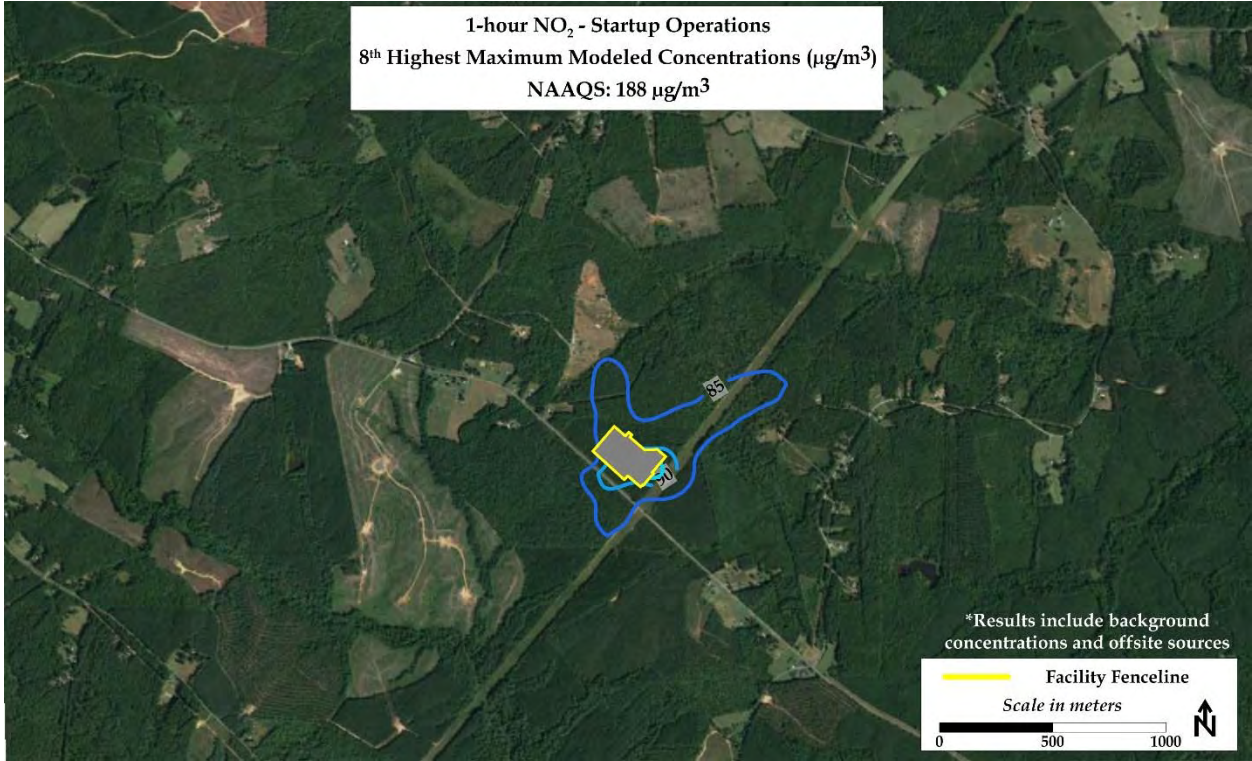 1-hour NO₂ - Startup Operations
8ᵗʰ Highest Maximum Modeled Concentrations (µg/m³)
NAAQS: 188 µg/m³
85
90
*Results include background
concentrations and offsite sources
Facility Fenceline
Scale in meters
N
0 500 1000